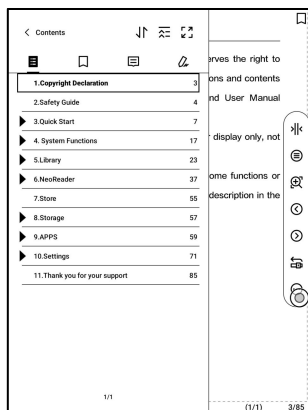 Contents
1.Copyright Declaration 3
2.Safety Guide 4
3.Quick Start 7
4. System Functions 17
5.Library 23
6.NeoReader 37
7.Store 55
8.Storage 57
9.APPS 59
10.Settings 71
11.Thank you for your support 85
1/1
erves the right to
ons and contents
nd User Manual
display only, not
ome functions or
description in the
(1/1) 3/85